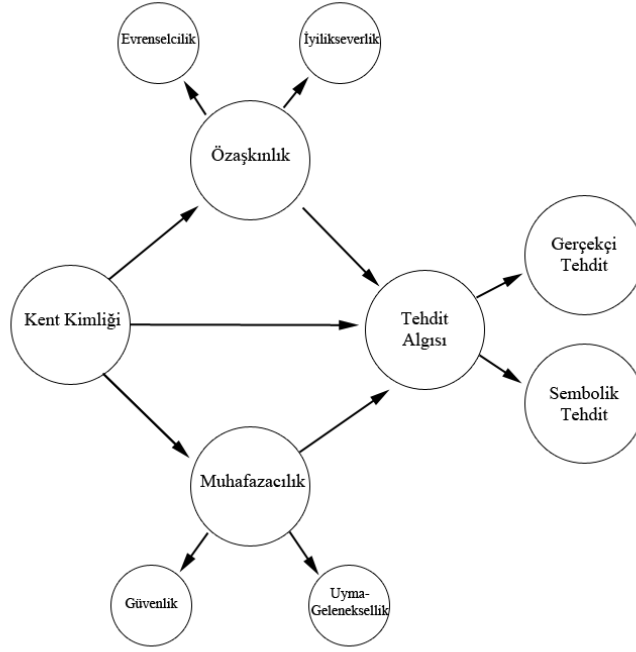 Evrenselcilik
İyilikseverlik
Özaşkınlık
Gerçekçi
Tehdit
Kent Kimliği
Tehdit
Algısı
Sembolik
Tehdit
Muhafazacılık
Güvenlik
Uyma-
Geleneksellik